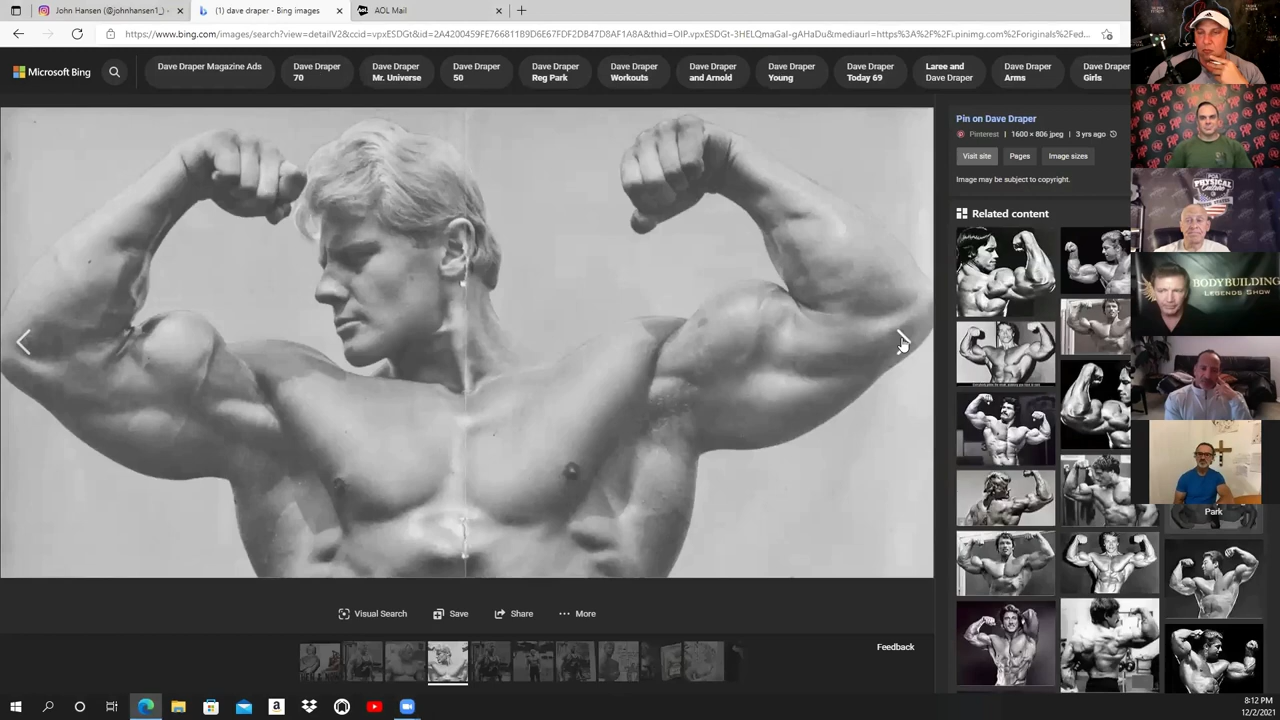 John Hansen (@johnhansen1_) ·
(1) dave draper - Bing images
AOL Mail
https://www.bing.com/images/search?view=detailV2&ccid=vpxESDGt&id=2A4200459FE766811B9D6E67FDF2D847D8AF1A8A&thid=OIP.vpxESDGt-3HELQmaGal-gAHaDu&mediaurl=https%3A%2F%2Fi.pinimg.com%2Foriginals%2Fed...
Microsoft Bing
Dave Draper Magazine Ads
Dave Draper
70
Dave Draper
Mr. Universe
Dave Draper
50
Dave Draper
Reg Park
Dave Draper
Workouts
Dave Draper
and Arnold
Dave Draper
Young
Dave Draper
Today 69
Laree and
Dave Draper
Dave Draper
Arms
Dave Draper
Girls
Pin on Dave Draper
Pinterest | 1600 × 806 jpeg | 3 yrs ago
Visit site
Pages
Image sizes
Image may be subject to copyright.
Related content
PHYSICAL
BODYBUILDING
LEGENDS SHOW
Park
Visual Search
Save
Share
··· More
Feedback
8:12 PM
12/2/2021